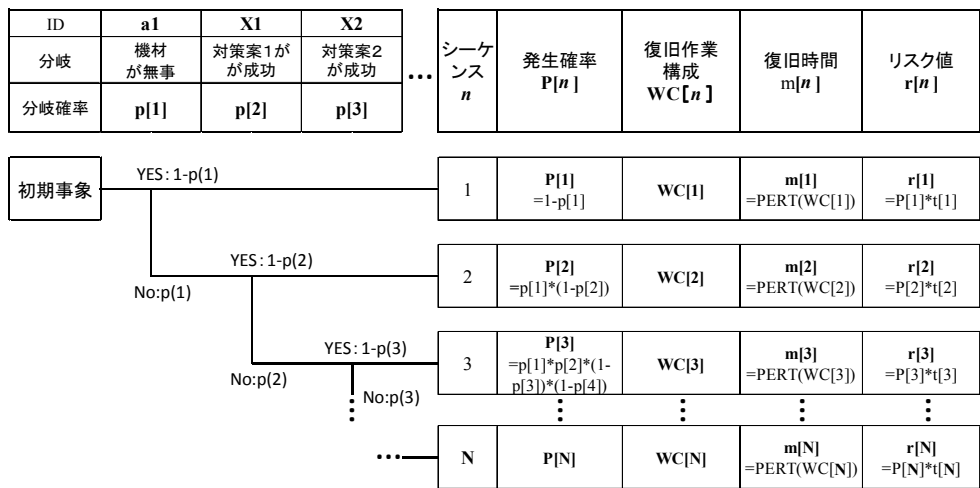 ID a1 X1 X2
分岐 機材が無事 対策案1がが成功 対策案2が成功 …
分岐確率 p[1] p[2] p[3]
シーケンス n
発生確率 P[n]
復旧作業構成 WC[n]
復旧時間 m[n]
リスク値 r[n]
初期事象
YES:1-p(1)
1
P[1]
=1-p[1]
WC[1]
m[1]
=PERT(WC[1])
r[1]
=P[1]*t[1]
No:p(1)
YES:1-p(2)
2
P[2]
=p[1]*(1-p[2])
WC[2]
m[2]
=PERT(WC[2])
r[2]
=P[2]*t[2]
No:p(2)
YES:1-p(3)
3
P[3]
=p[1]*p[2]*(1-
p[3])*(1-p[4])
WC[3]
m[3]
=PERT(WC[3])
r[3]
=P[3]*t[3]
No:p(3)
…
N
P[N]
WC[N]
m[N]
=PERT(WC[N])
r[N]
=P[N]*t[N]